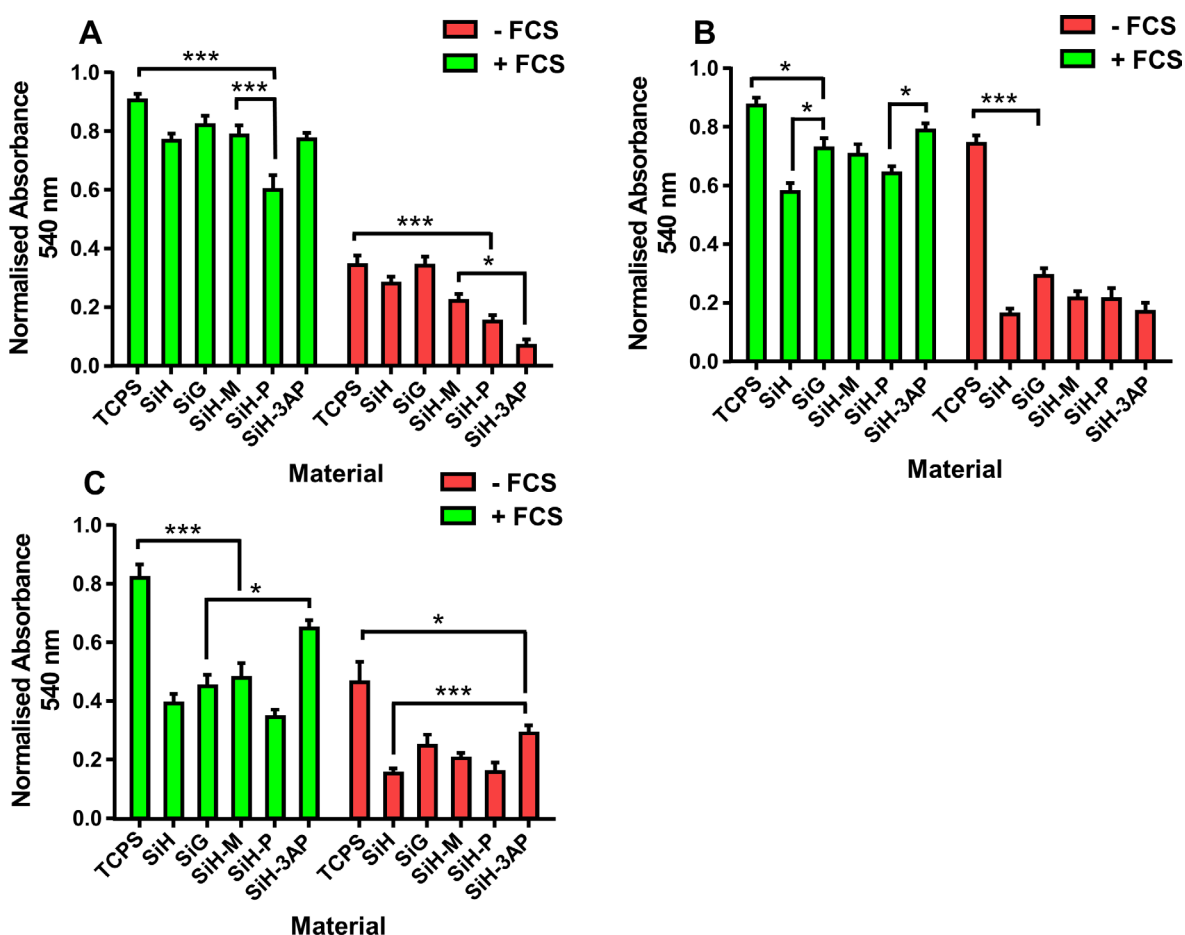 A
- FCS
+ FCS
Normalised Absorbance
540 nm
1.0
0.8
0.6
0.4
0.2
0.0
***
***
***
*
TCPS
SiH
SiG
SiH-M
SiH-P
SiH-3AP
TCPS
SiH
SiG
SiH-M
SiH-P
SiH-3AP
Material
B
- FCS
+ FCS
Normalised Absorbance
540 nm
1.0
0.8
0.6
0.4
0.2
0.0
*
*
*
***
TCPS
SiH
SiG
SiH-M
SiH-P
SiH-3AP
TCPS
SiH
SiG
SiH-M
SiH-P
SiH-3AP
Material
C
- FCS
+ FCS
Normalised Absorbance
540 nm
1.0
0.8
0.6
0.4
0.2
0.0
***
*
*
***
TCPS
SiH
SiG
SiH-M
SiH-P
SiH-3AP
TCPS
SiH
SiG
SiH-M
SiH-P
SiH-3AP
Material